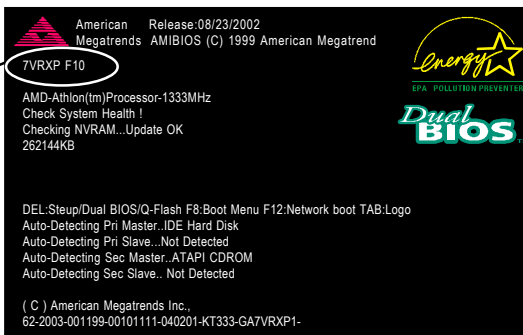 American Release:08/23/2002
Megatrends AMIBIOS (C) 1999 American Megatrend
7VRXP F10
energy
EPA POLLUTION PREVENTER
AMD-Athlon(tm)Processor-1333MHz
Check System Health !
Checking NVRAM...Update OK
262144KB
Dual
BIOS
DEL:Steup/Dual BIOS/Q-Flash F8:Boot Menu F12:Network boot TAB:Logo
Auto-Detecting Pri Master..IDE Hard Disk
Auto-Detecting Pri Slave...Not Detected
Auto-Detecting Sec Master..ATAPI CDROM
Auto-Detecting Sec Slave.. Not Detected
( C ) American Megatrends Inc.,
62-2003-001199-00101111-040201-KT333-GA7VRXP1-